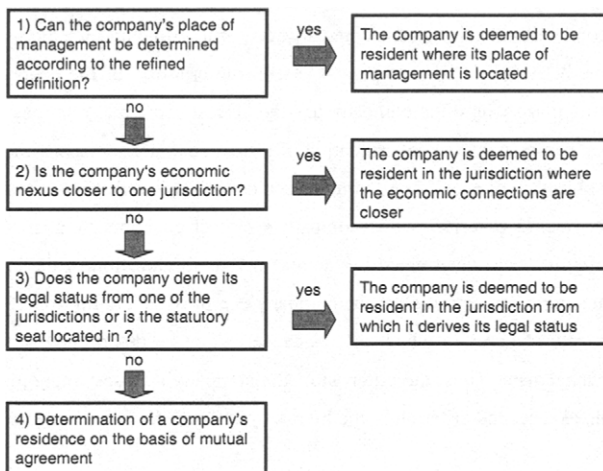 1) Can the company's place of
management be determined
according to the refined
definition?
yes
The company is deemed to be
resident where its place of
management is located
no
2) Is the company's economic
nexus closer to one jurisdiction?
yes
The company is deemed to be
resident in the jurisdiction where
the economic connections are
closer
no
3) Does the company derive its
legal status from one of the
jurisdictions or is the statutory
seat located in ?
yes
The company is deemed to be
resident in the jurisdiction from
which it derives its legal status
no
4) Determination of a company's
residence on the basis of mutual
agreement